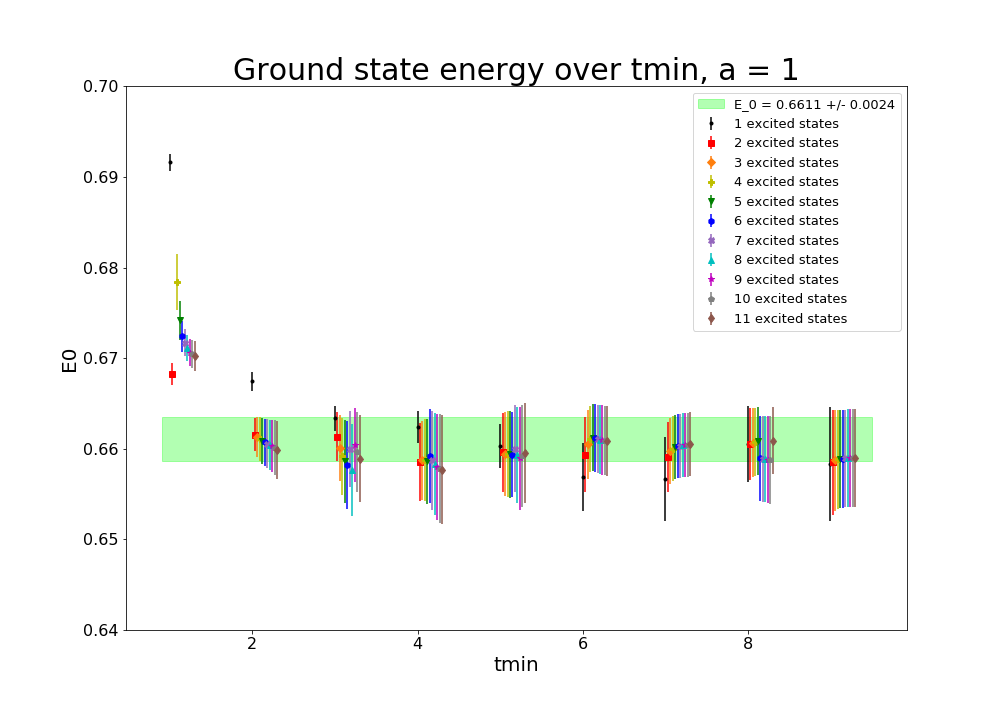 Ground state energy over tmin, a = 1
0.70
0.69
0.68
0.67
0.66
0.65
0.64
E0
2
4
6
8
tmin
E_0 = 0.6611 +/- 0.0024
1 excited states
2 excited states
3 excited states
4 excited states
5 excited states
6 excited states
7 excited states
8 excited states
9 excited states
10 excited states
11 excited states